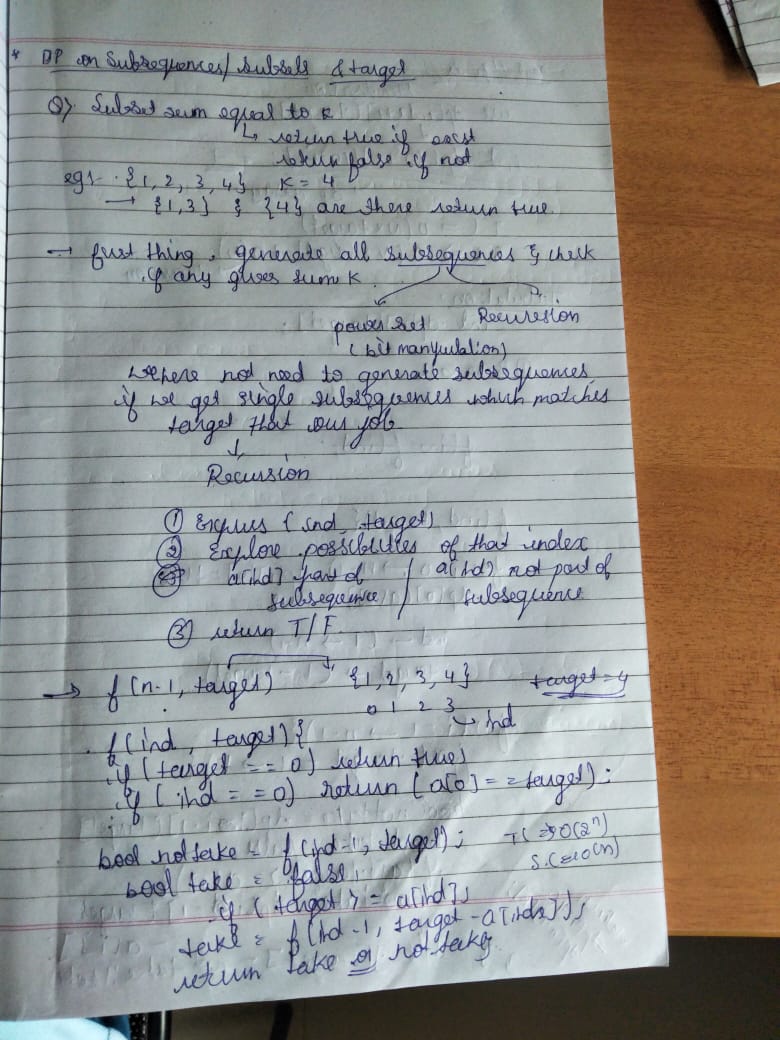 * DP on Subsequences/subsets & target
Q) Subset sum equal to K
↳ return true if exist
return false if not
eg1- {1, 2, 3, 4} K = 4
→ {1,3} & {4} are there return true
→ first thing, generate all subsequences & check
if any gives sum K.
power set Recursion
(bit manipulation)
where not need to generate subsequences
if we get single subsequences which matches
target that our job
↓
Recursion
① Express (ind, target)
② Explore possibilities of that index
a[ind] part of / a[ind] not part of
subsequence / subsequence
③ return T/F.
→ f(n-1, target) {1, 2, 3, 4} target=4
0 1 2 3
↳ ind
f(ind, target){
if (target == 0) return true;
if (ind == 0) return (a[0] == target);
bool nottake = f(ind-1, target); T.C => O(2ⁿ)
bool take = false; S.C => O(n)
if (target >= a[ind])
take = f(ind-1, target-a[ind]);
return take or nottake